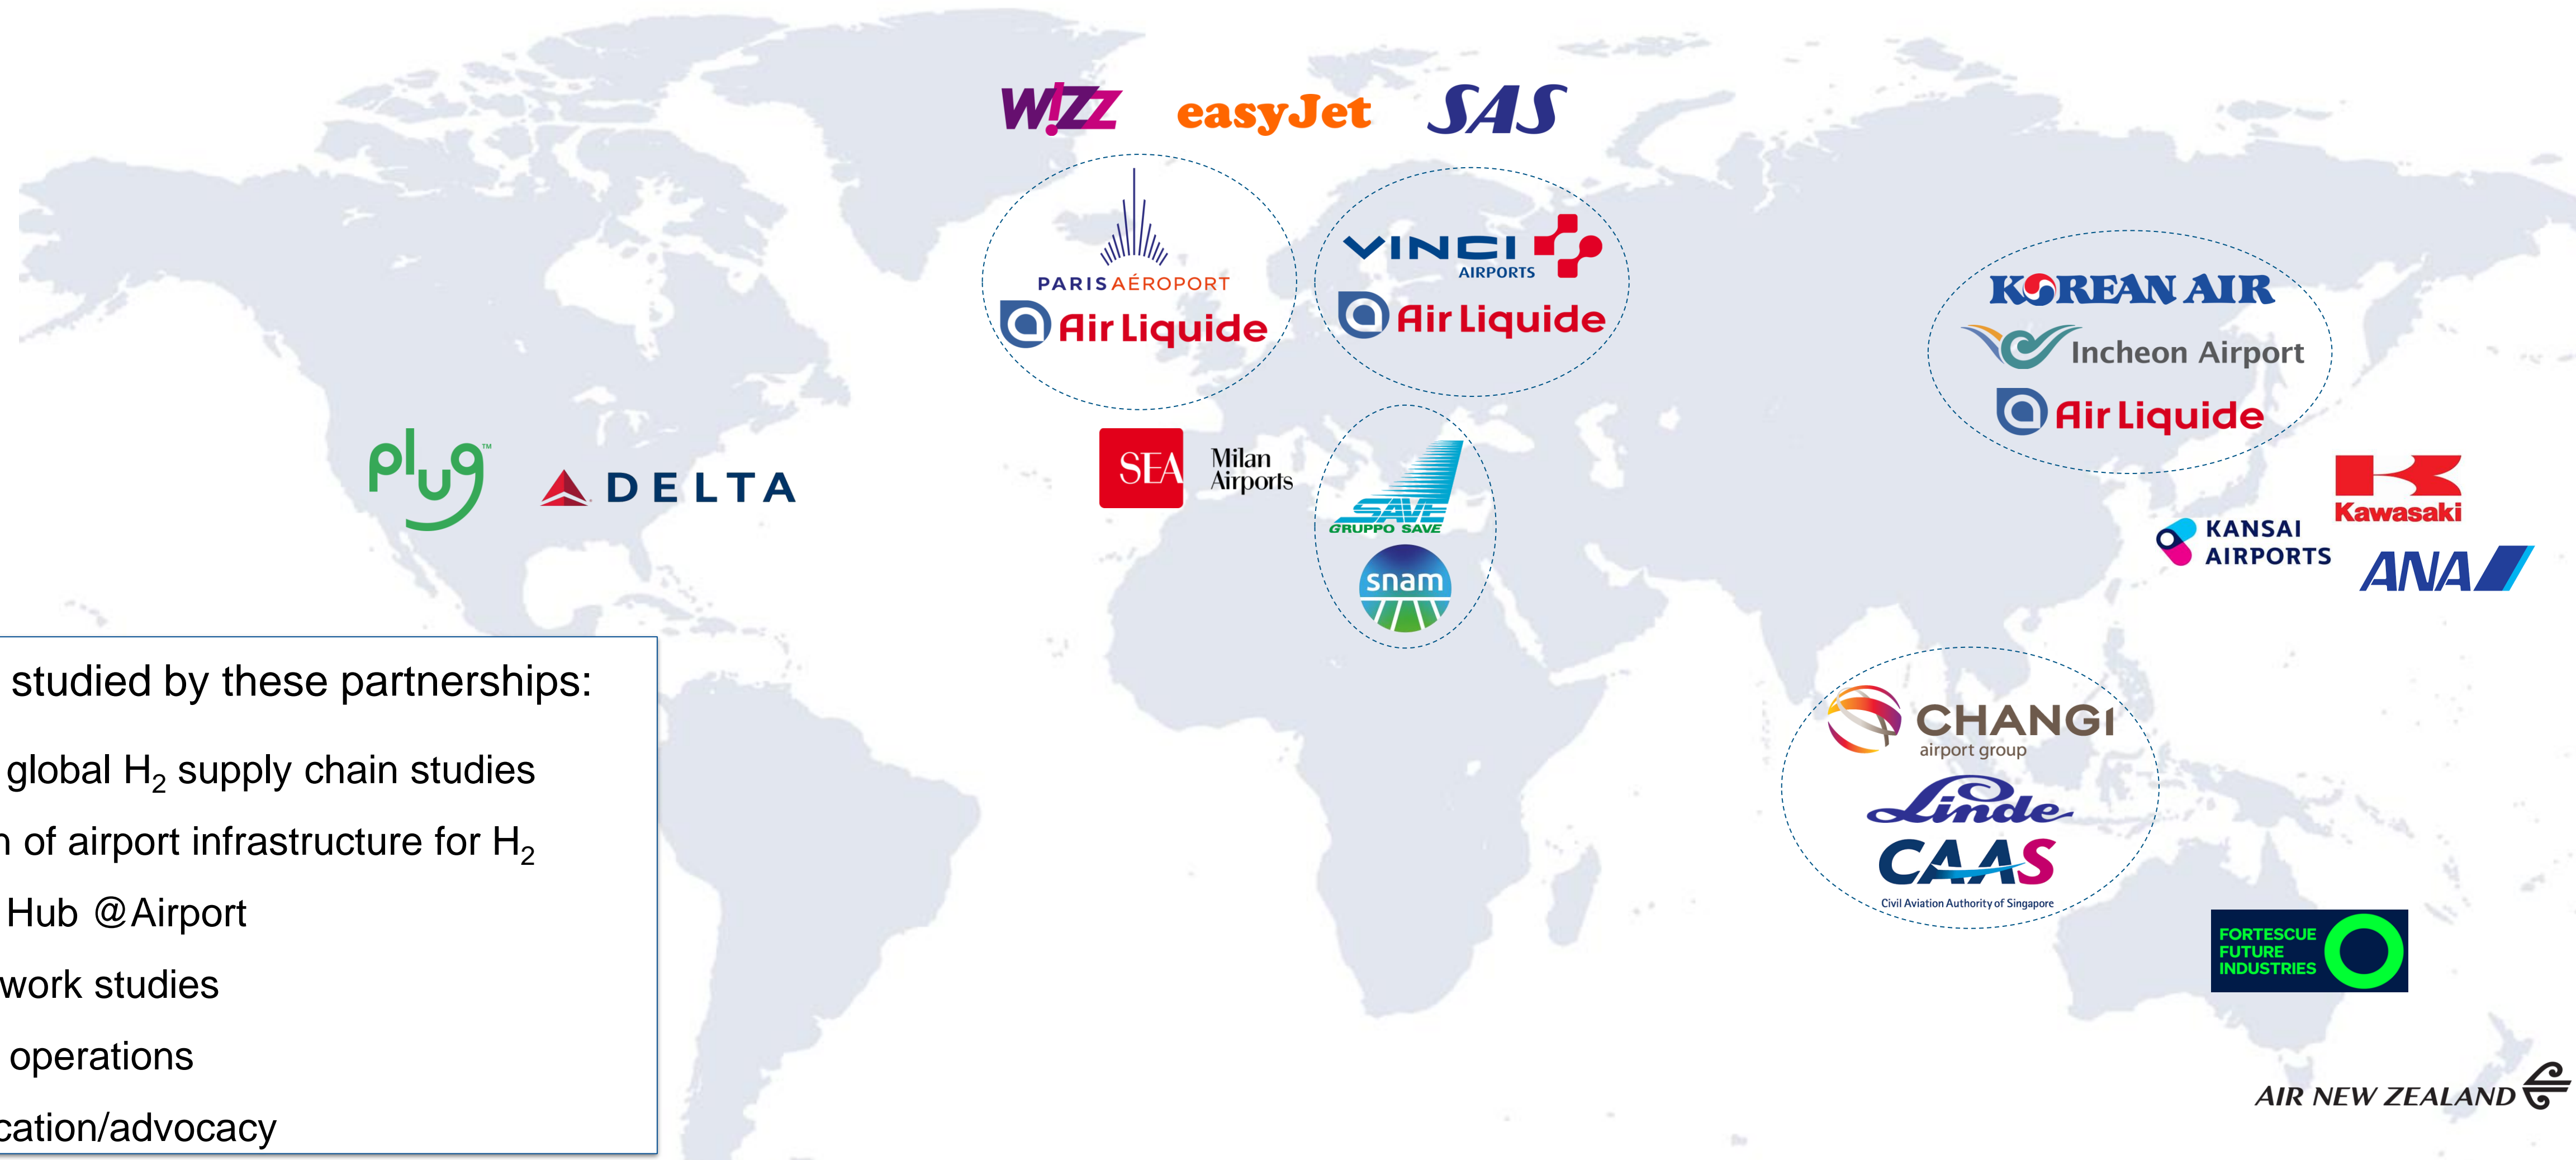 WIZZ easyJet SAS
PARIS AÉROPORT
Air Liquide
VINCI
AIRPORTS
Air Liquide
KOREAN AIR
Incheon Airport
Air Liquide
plug™
DELTA
SEA
Milan
Airports
SAVE
GRUPPO SAVE
snam
Kawasaki
KANSAI
AIRPORTS
ANA
CHANGI
airport group
Linde
CAAS
Civil Aviation Authority of Singapore
FORTESCUE
FUTURE
INDUSTRIES
AIR NEW ZEALAND
studied by these partnerships:
global H₂ supply chain studies
of airport infrastructure for H₂
Hub @Airport
work studies
operations
cation/advocacy